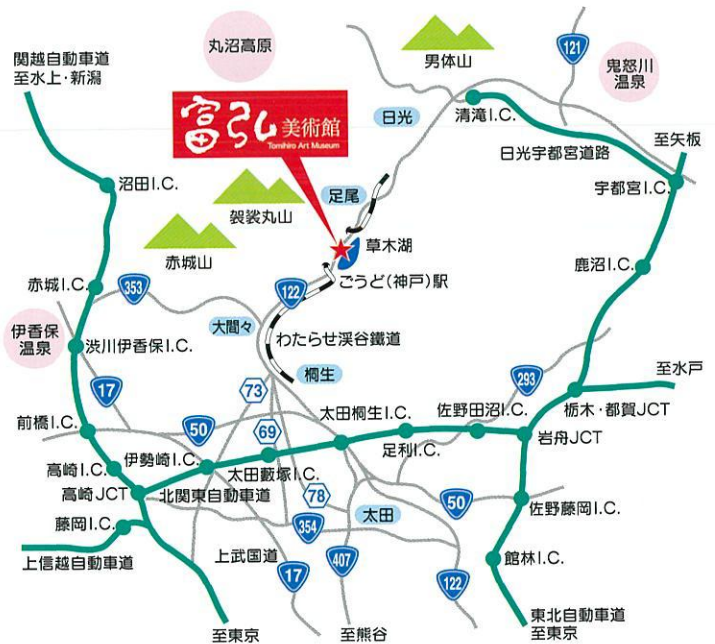 関越自動車道
至水上・新潟
丸沼高原
男体山
121
鬼怒川
温泉
富弘 美術館
Tomihiro Art Museum
日光
清滝I.C.
日光宇都宮道路
至矢板
宇都宮I.C.
沼田I.C.
袈裟丸山
足尾
草木湖
赤城山
鹿沼I.C.
赤城I.C.
353
122
ごうど(神戸)駅
伊香保
温泉
渋川伊香保I.C.
大間々
わたらせ渓谷鐵道
桐生
17
73
293
至水戸
前橋I.C.
50
69
太田桐生I.C.
佐野田沼I.C.
栃木・都賀JCT
高崎I.C.
伊勢崎I.C.
太田藪塚I.C.
足利I.C.
岩舟JCT
高崎JCT
北関東自動車道
78
太田
50
佐野藤岡I.C.
藤岡I.C.
354
上信越自動車道
上武国道
17
407
122
館林I.C.
至東京
至熊谷
東北自動車道
至東京